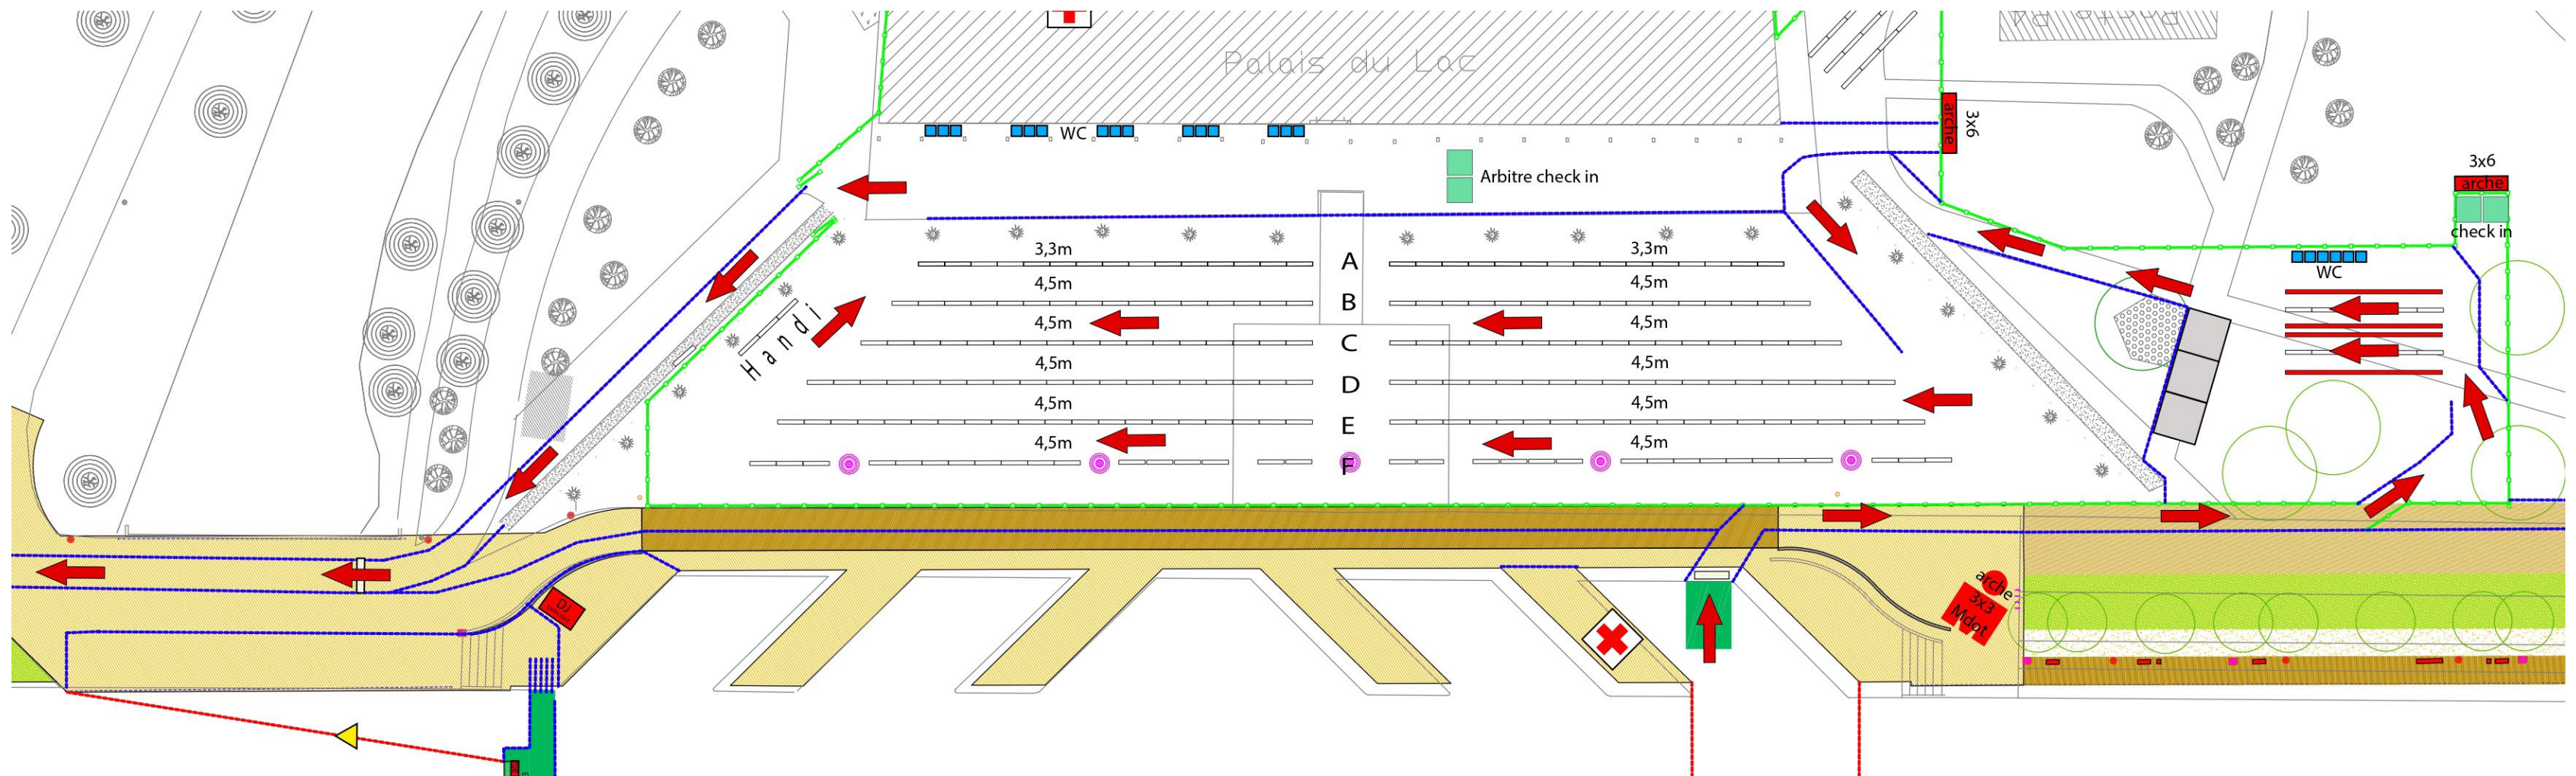 Palais du Lac
WC
Arbitre check in
arche
3x6
3x6
arche
check in
WC
3,3m
3,3m
A
4,5m
4,5m
B
4,5m
4,5m
C
4,5m
4,5m
D
4,5m
4,5m
E
4,5m
4,5m
F
Handi
DJ
arche
3x3
Mdot